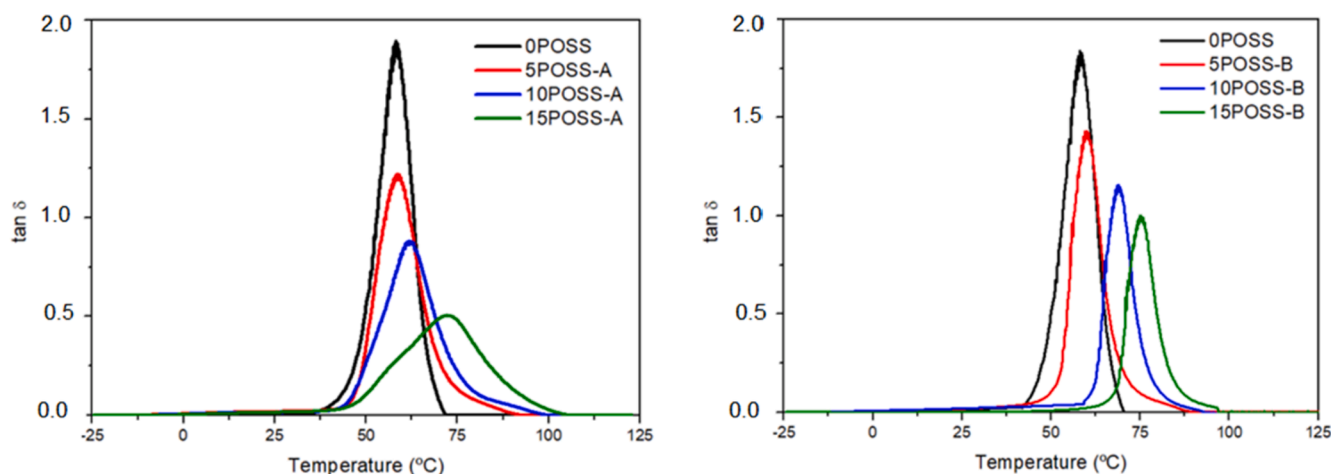 2.0
1.5
1.0
0.5
0.0
tan δ
0POSS
5POSS-A
10POSS-A
15POSS-A
-25
0
25
50
75
100
125
Temperature (ºC)
2.0
1.5
1.0
0.5
0.0
tan δ
0POSS
5POSS-B
10POSS-B
15POSS-B
-25
0
25
50
75
100
125
Temperature (ºC)